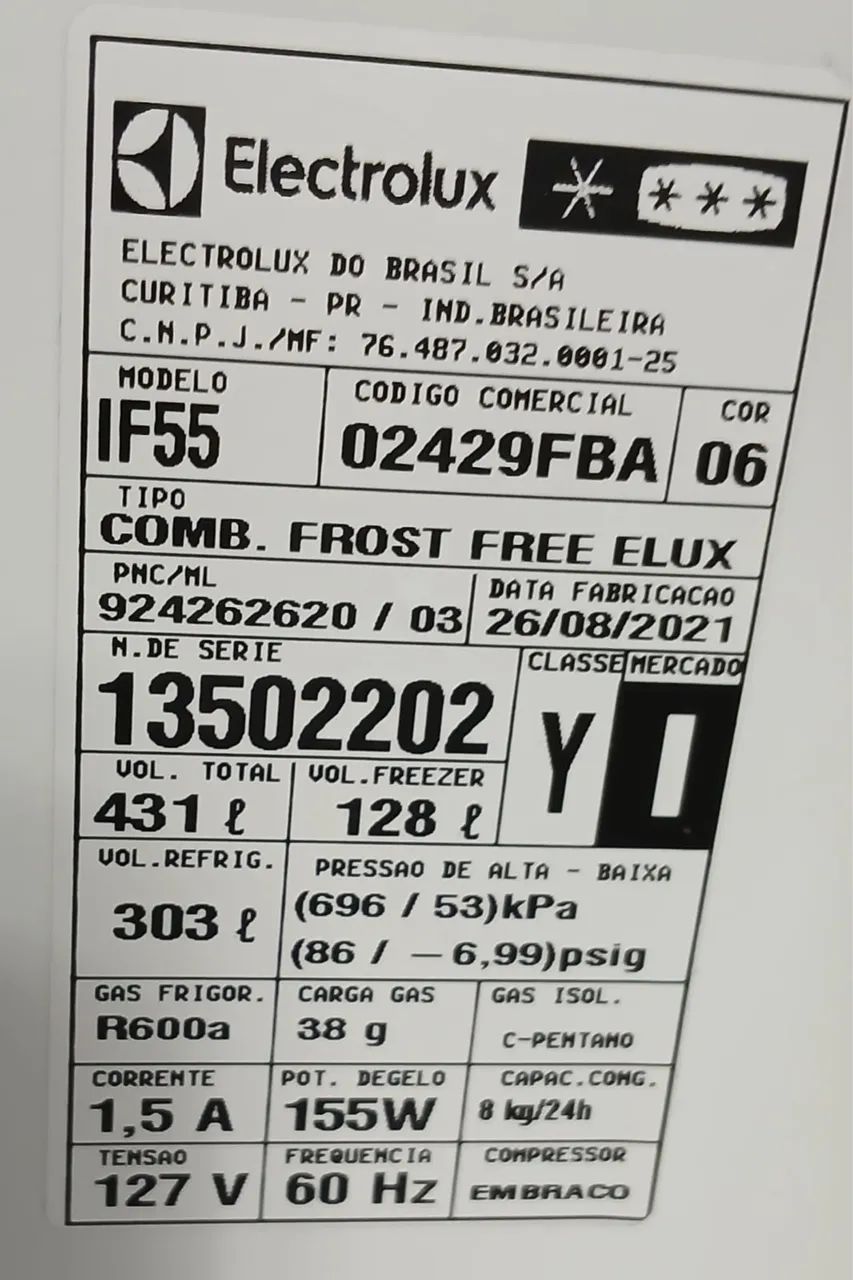 Electrolux
ELECTROLUX DO BRASIL S/A
CURITIBA - PR - IND.BRASILEIRA
C.N.P.J./MF: 76.487.032.0001-25
MODELO CODIGO COMERCIAL COR
IF55 02429FBA 06
TIPO
COMB. FROST FREE ELUX
PNC/ML DATA FABRICACAO
924262620 / 03 26/08/2021
N.DE SERIE CLASSE MERCADO
13502202 Y I
VOL. TOTAL VOL.FREEZER
431 ℓ 128 ℓ
VOL.REFRIG. PRESSAO DE ALTA - BAIXA
303 ℓ (696 / 53)kPa
(86 / -6,99)psig
GAS FRIGOR. CARGA GAS GAS ISOL.
R600a 38 g C-PENTANO
CORRENTE POT. DEGELO CAPAC.CONG.
1,5 A 155W 8 kg/24h
TENSAO FREQUENCIA COMPRESSOR
127 V 60 Hz EMBRACO